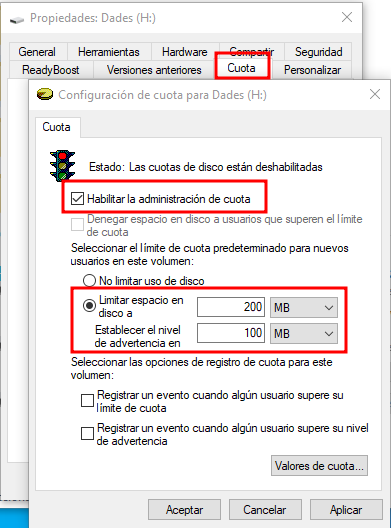 Propiedades: Dades (H:)
General Herramientas Hardware Compartir Seguridad
ReadyBoost Versiones anteriores Cuota Personalizar
Configuración de cuota para Dades (H:)
Cuota
Estado: Las cuotas de disco están deshabilitadas
Habilitar la administración de cuota
Denegar espacio en disco a usuarios que superen el límite
de cuota
Seleccionar el límite de cuota predeterminado para nuevos
usuarios en este volumen:
No limitar uso de disco
Limitar espacio en
disco a 200 MB
Establecer el nivel
de advertencia en 100 MB
Seleccionar las opciones de registro de cuota para este
volumen:
Registrar un evento cuando algún usuario supere su
límite de cuota
Registrar un evento cuando algún usuario supere su nivel
de advertencia
Valores de cuota...
Aceptar Cancelar Aplicar